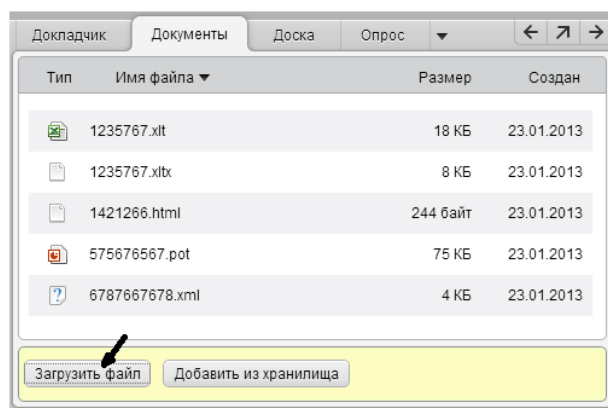 Докладчик Документы Доска Опрос
Тип Имя файла Размер Создан
1235767.xlt 18 КБ 23.01.2013
1235767.xltx 8 КБ 23.01.2013
1421266.html 244 байт 23.01.2013
575676567.pot 75 КБ 23.01.2013
6787667678.xml 4 КБ 23.01.2013
Загрузить файл Добавить из хранилища